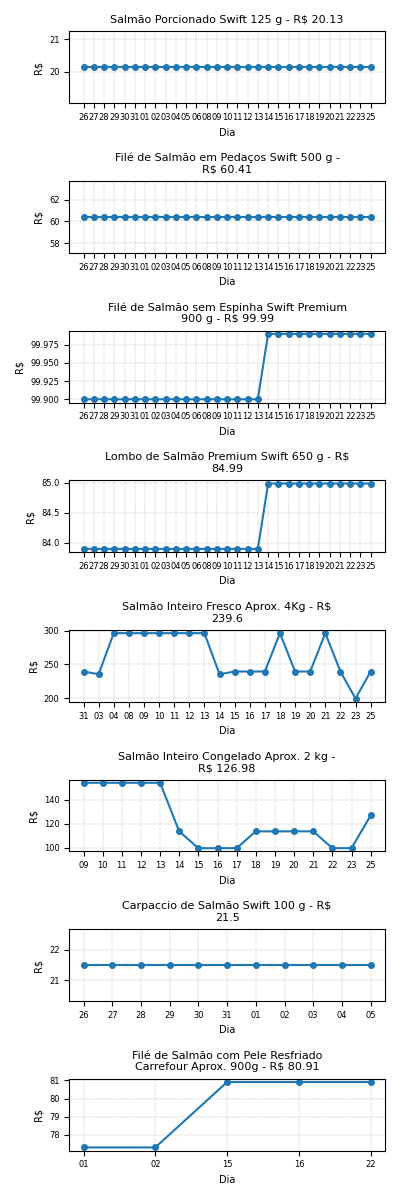 Salmão Porcionado Swift 125 g - R$ 20.13
21
20
R$
26 27 28 29 30 31 01 02 03 04 05 06 08 09 10 11 12 13 14 15 16 17 18 19 20 21 22 23 25
Dia
Filé de Salmão em Pedaços Swift 500 g -
R$ 60.41
62
60
58
R$
26 27 28 29 30 31 01 02 03 04 05 06 08 09 10 11 12 13 14 15 16 17 18 19 20 21 22 23 25
Dia
Filé de Salmão sem Espinha Swift Premium
900 g - R$ 99.99
99.975
99.950
99.925
99.900
R$
26 27 28 29 30 31 01 02 03 04 05 06 08 09 10 11 12 13 14 15 16 17 18 19 20 21 22 23 25
Dia
Lombo de Salmão Premium Swift 650 g - R$
84.99
85.0
84.5
84.0
R$
26 27 28 29 30 31 01 02 03 04 05 06 08 09 10 11 12 13 14 15 16 17 18 19 20 21 22 23 25
Dia
Salmão Inteiro Fresco Aprox. 4Kg - R$
239.6
300
250
200
R$
31 03 04 08 09 10 11 12 13 14 15 16 17 18 19 20 21 22 23 25
Dia
Salmão Inteiro Congelado Aprox. 2 kg -
R$ 126.98
140
120
100
R$
09 10 11 12 13 14 15 16 17 18 19 20 21 22 23 25
Dia
Carpaccio de Salmão Swift 100 g - R$
21.5
22
21
R$
26 27 28 29 30 31 01 02 03 04 05
Dia
Filé de Salmão com Pele Resfriado
Carrefour Aprox. 900g - R$ 80.91
81
80
79
78
R$
01 02 15 16 22
Dia